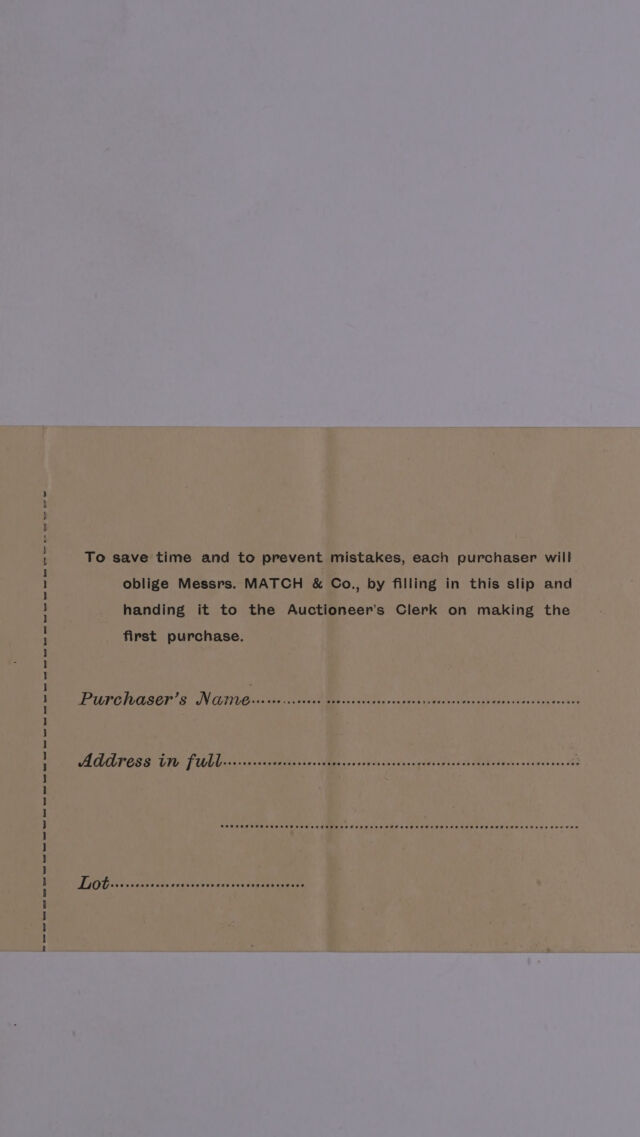 To save time and to prevent mistakes, each purchaser will
oblige Messrs. MATCH & Co., by filling in this slip and
handing it to the Auctioneer's Clerk on making the
first purchase.
Purchaser's Name
Address in full
Lot